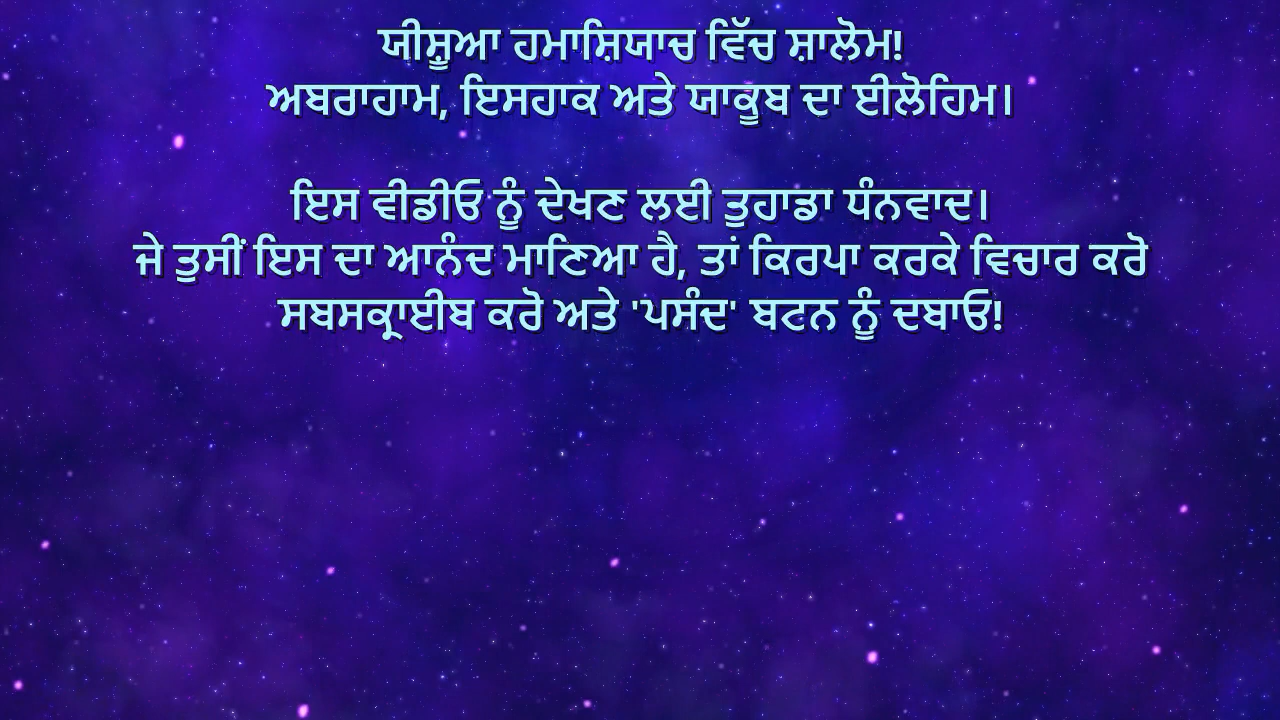 ਯੀਸ਼ੂਆ ਹਮਾਸ਼ਿਯਾਚ ਵਿੱਚ ਸ਼ਾਲੋਮ!
ਅਬਰਾਹਾਮ, ਇਸਹਾਕ ਅਤੇ ਯਾਕੂਬ ਦਾ ਈਲੋਹਿਮ।
ਇਸ ਵੀਡੀਓ ਨੂੰ ਦੇਖਣ ਲਈ ਤੁਹਾਡਾ ਧੰਨਵਾਦ।
ਜੇ ਤੁਸੀਂ ਇਸ ਦਾ ਆਨੰਦ ਮਾਣਿਆ ਹੈ, ਤਾਂ ਕਿਰਪਾ ਕਰਕੇ ਵਿਚਾਰ ਕਰੋ
ਸਬਸਕ੍ਰਾਈਬ ਕਰੋ ਅਤੇ 'ਪਸੰਦ' ਬਟਨ ਨੂੰ ਦਬਾਓ!